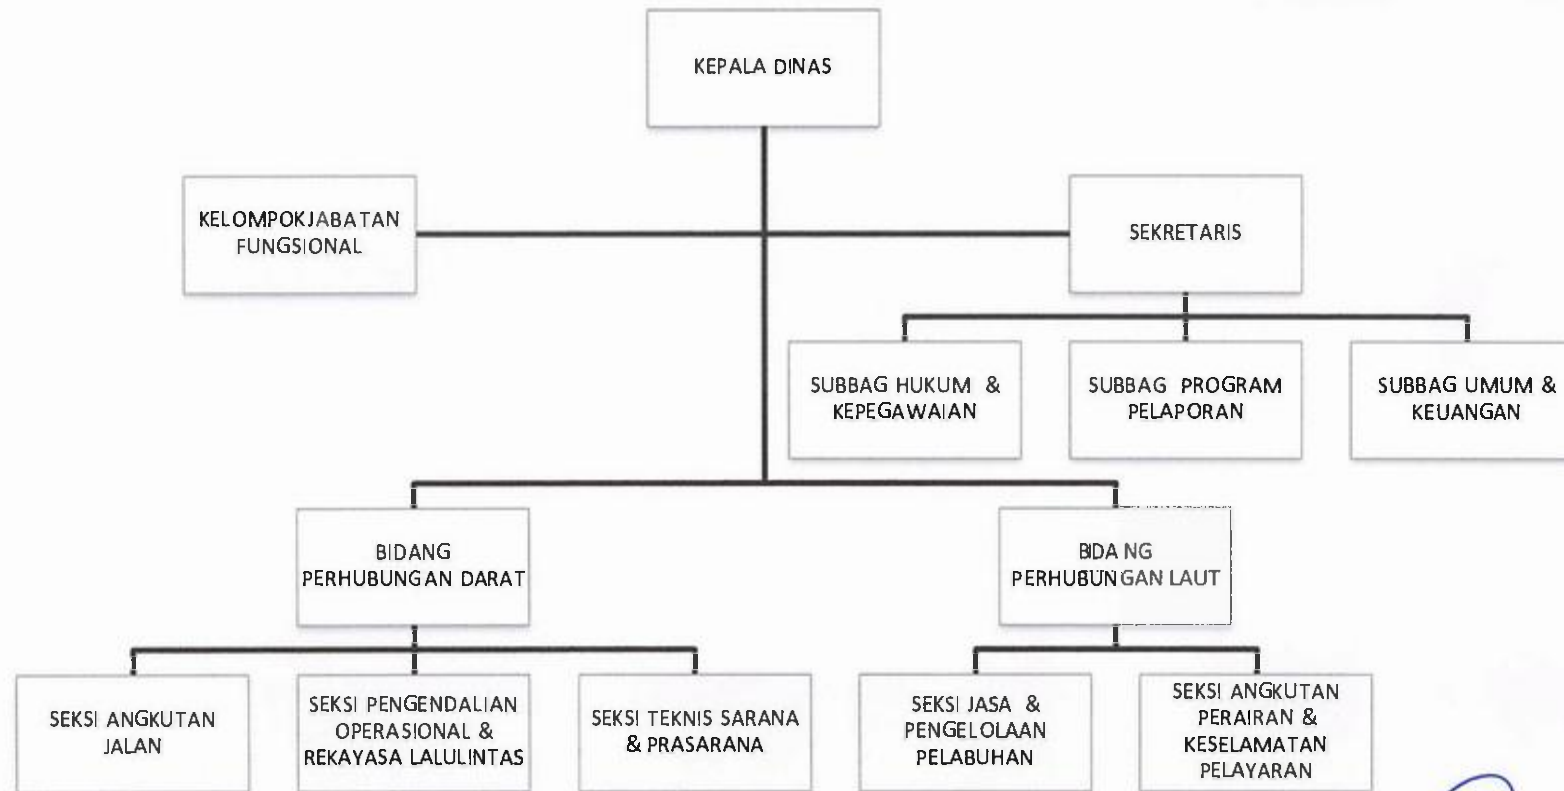 KEPALA DINAS
KELOMPOKJABATAN
FUNGSIONAL
SEKRETARIS
SUBBAG HUKUM &
KEPEGAWAIAN
SUBBAG PROGRAM
PELAPORAN
SUBBAG UMUM &
KEUANGAN
BIDANG
PERHUBUNGAN DARAT
BIDANG
PERHUBUNGAN LAUT
SEKSI ANGKUTAN
JALAN
SEKSI PENGENDALIAN
OPERASIONAL &
REKAYASA LALULINTAS
SEKSI TEKNIS SARANA
& PRASARANA
SEKSI JASA &
PENGELOLAAN
PELABUHAN
SEKSI ANGKUTAN
PERAIRAN &
KESELAMATAN
PELAYARAN